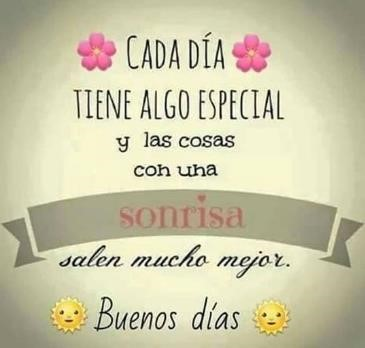 🌸 CADA DÍA 🌸
TIENE ALGO ESPECIAL
y las cosas
con una
sonrisa
salen mucho mejor.
🌞 Buenos días 🌞